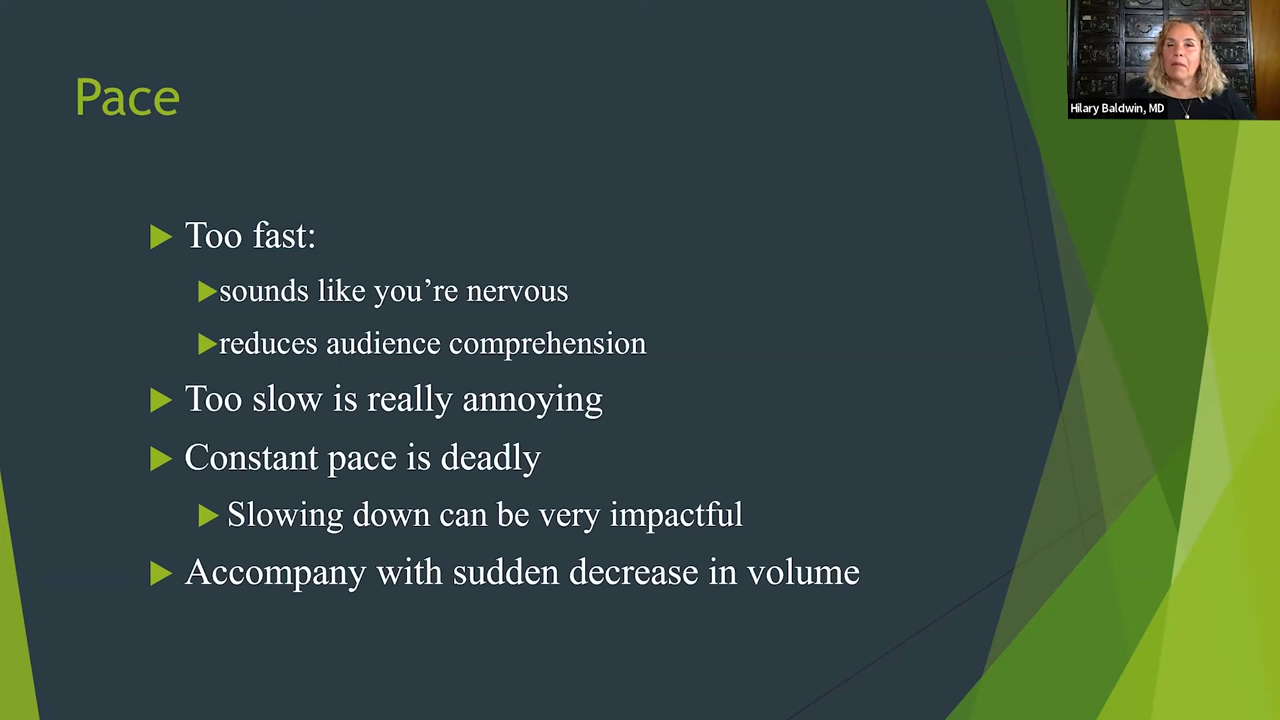 Pace
Hilary Baldwin, MD
Too fast:
sounds like you’re nervous
reduces audience comprehension
Too slow is really annoying
Constant pace is deadly
Slowing down can be very impactful
Accompany with sudden decrease in volume